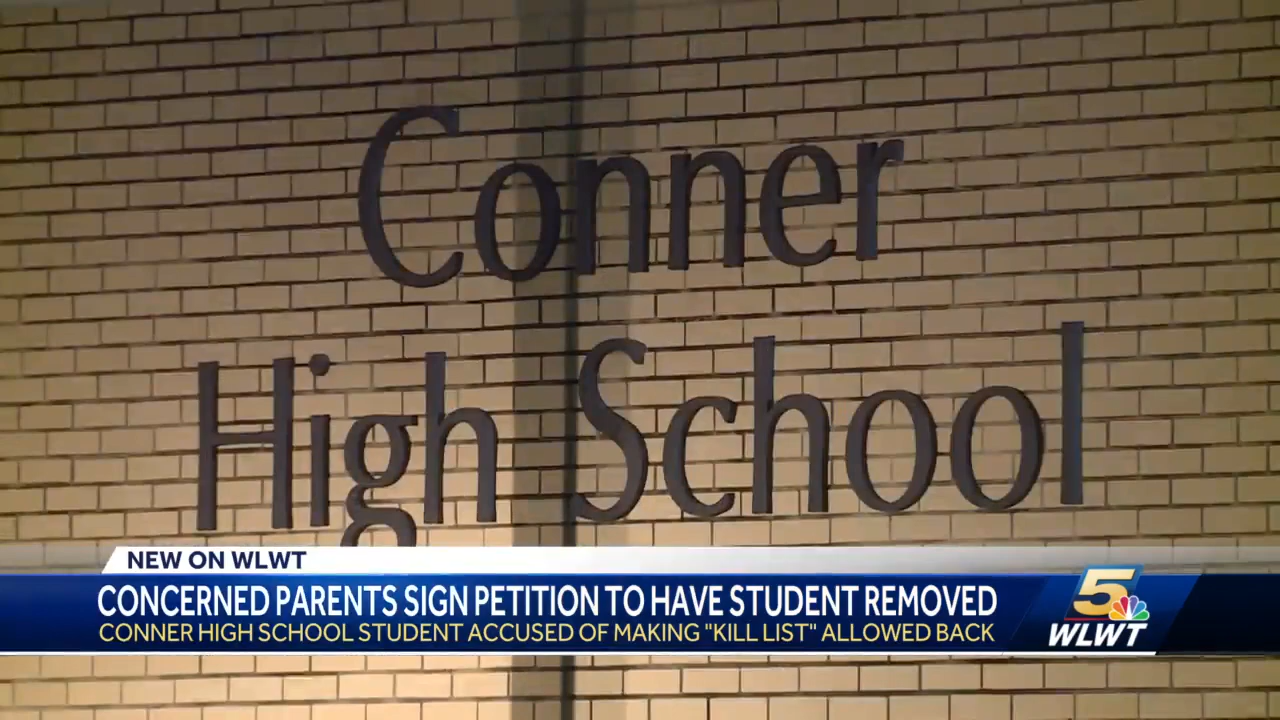 Conner
High School
NEW ON WLWT
CONCERNED PARENTS SIGN PETITION TO HAVE STUDENT REMOVED
CONNER HIGH SCHOOL STUDENT ACCUSED OF MAKING "KILL LIST" ALLOWED BACK
5
WLWT